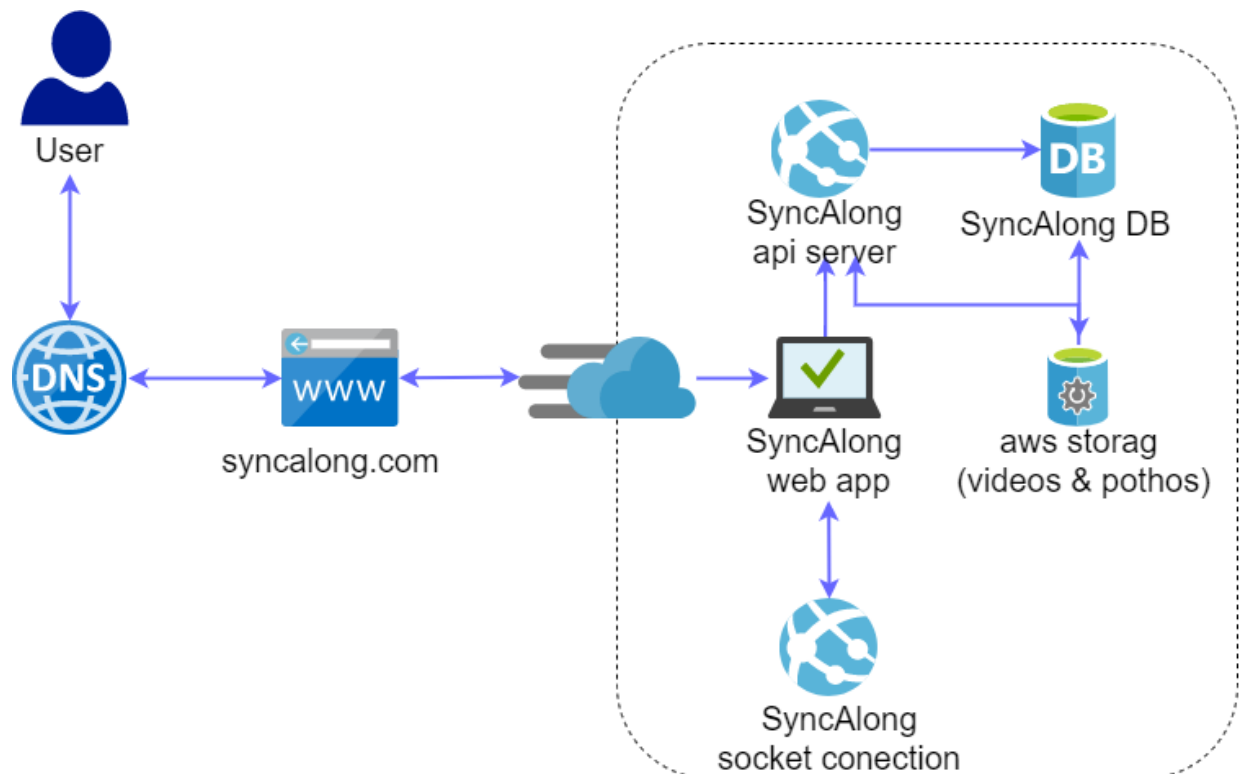 User
DNS
www
syncalong.com
SyncAlong
api server
DB
SyncAlong DB
SyncAlong
web app
aws storag
(videos & pothos)
SyncAlong
socket conection